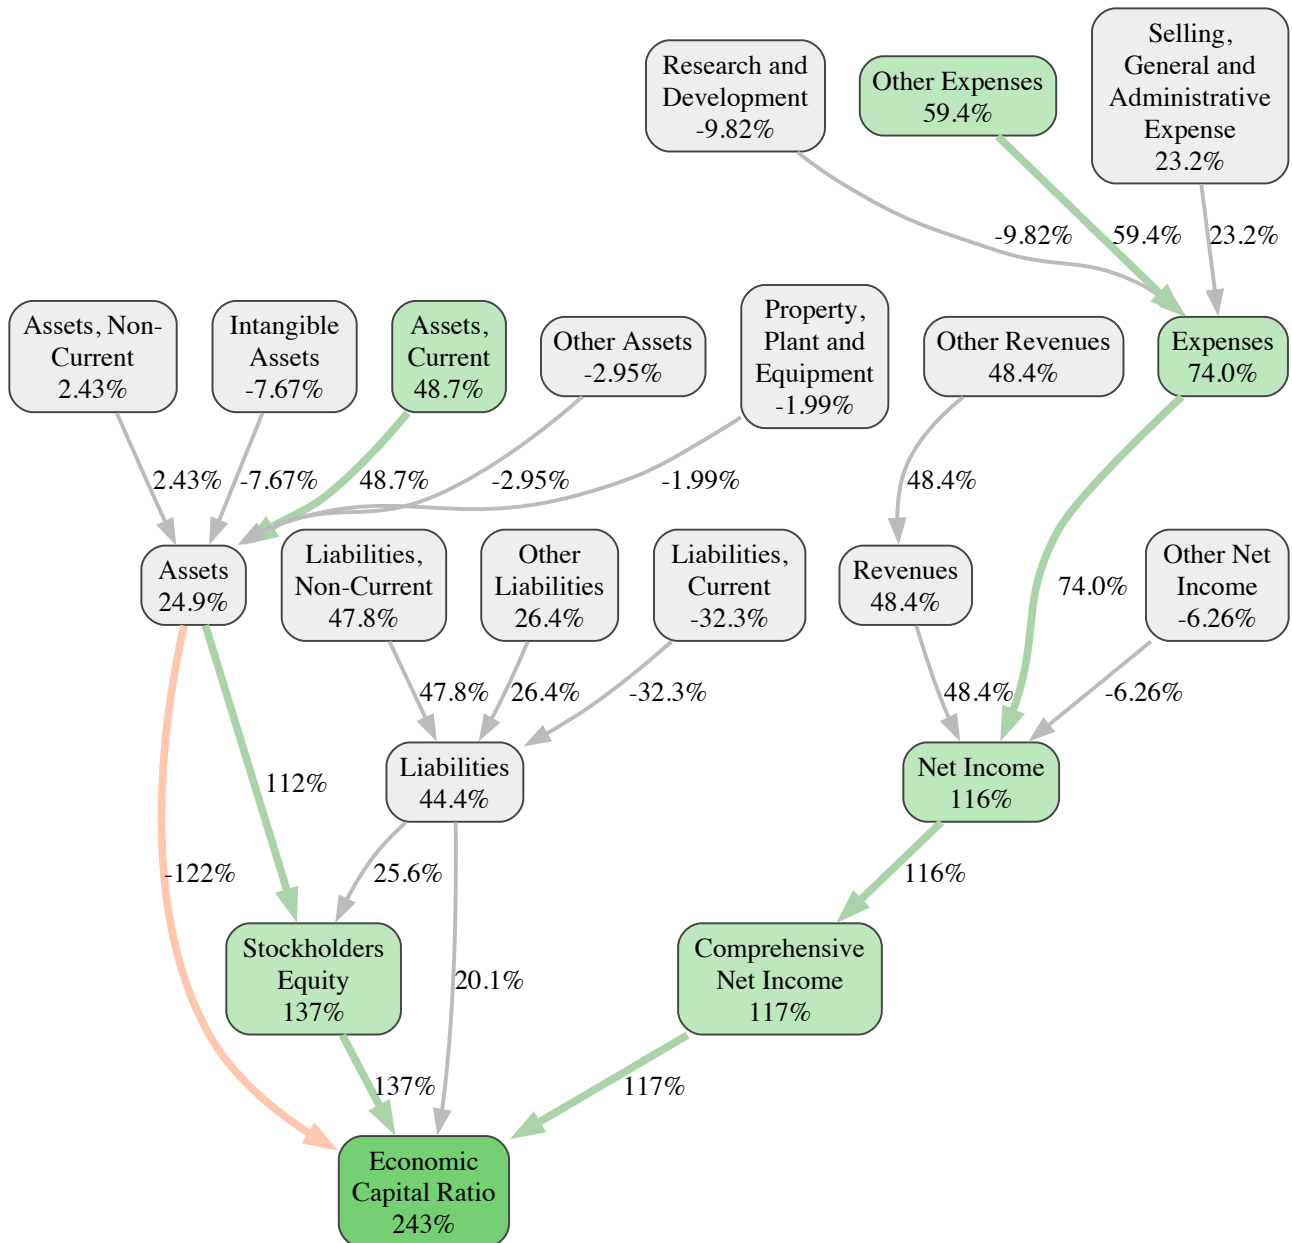 Selling,
General and
Administrative
Expense
23.2%
Research and
Development
-9.82%
Other Expenses
59.4%
-9.82%
59.4%
23.2%
Assets, Non-
Current
2.43%
Intangible
Assets
-7.67%
Assets,
Current
48.7%
Other Assets
-2.95%
Property,
Plant and
Equipment
-1.99%
Other Revenues
48.4%
Expenses
74.0%
2.43%
-7.67%
48.7%
-2.95%
-1.99%
48.4%
Assets
24.9%
Liabilities,
Non-Current
47.8%
Other
Liabilities
26.4%
Liabilities,
Current
-32.3%
Revenues
48.4%
74.0%
Other Net
Income
-6.26%
47.8%
26.4%
-32.3%
48.4%
-6.26%
112%
Liabilities
44.4%
Net Income
116%
-122%
25.6%
116%
Stockholders
Equity
137%
20.1%
Comprehensive
Net Income
117%
137%
117%
Economic
Capital Ratio
243%